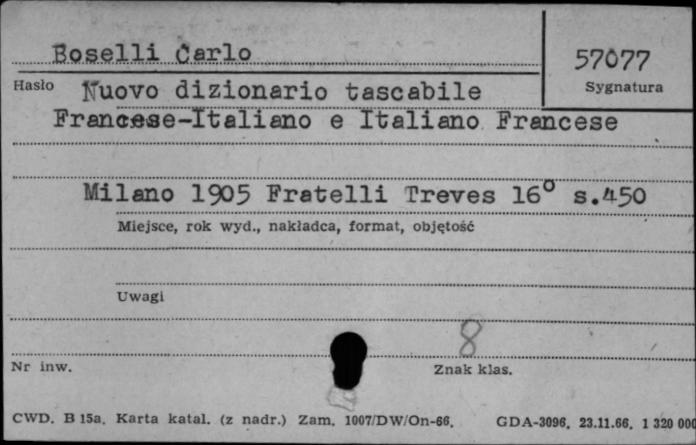 Boselli Carlo
57077
Hasło Nuovo dizionario tascabile
Sygnatura
Francese-Italiano e Italiano Francese
Milano 1905 Fratelli Treves 16° s.450
Miejsce, rok wyd., nakładca, format, objętość
Uwagi
8
Nr inw.
Znak klas.
CWD. B 15a. Karta katal. (z nadr.) Zam. 1007/DW/On-66. GDA-3096. 23.11.66. 1 320 00